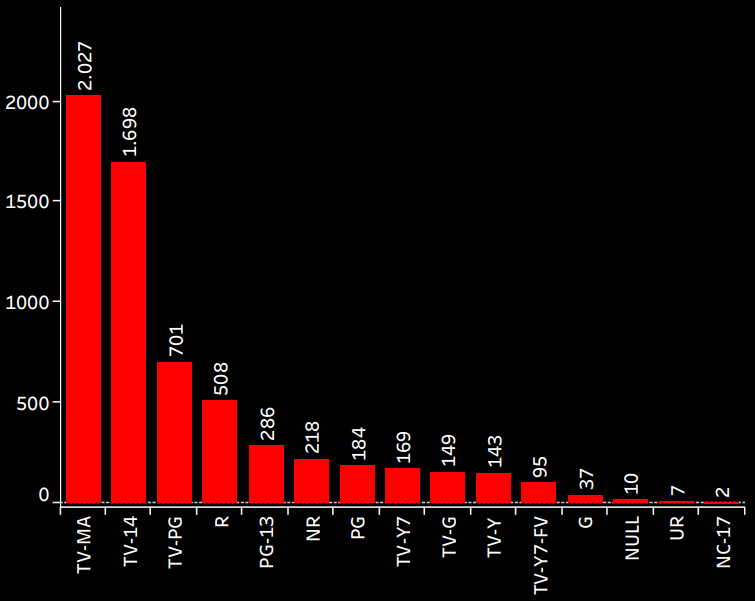 2000
1500
1000
500
0
2.027
1.698
701
508
286
218
184
169
149
143
95
37
10
7
2
TV-MA
TV-14
TV-PG
R
PG-13
NR
PG
TV-Y7
TV-G
TV-Y
TV-Y7-FV
G
NULL
UR
NC-17